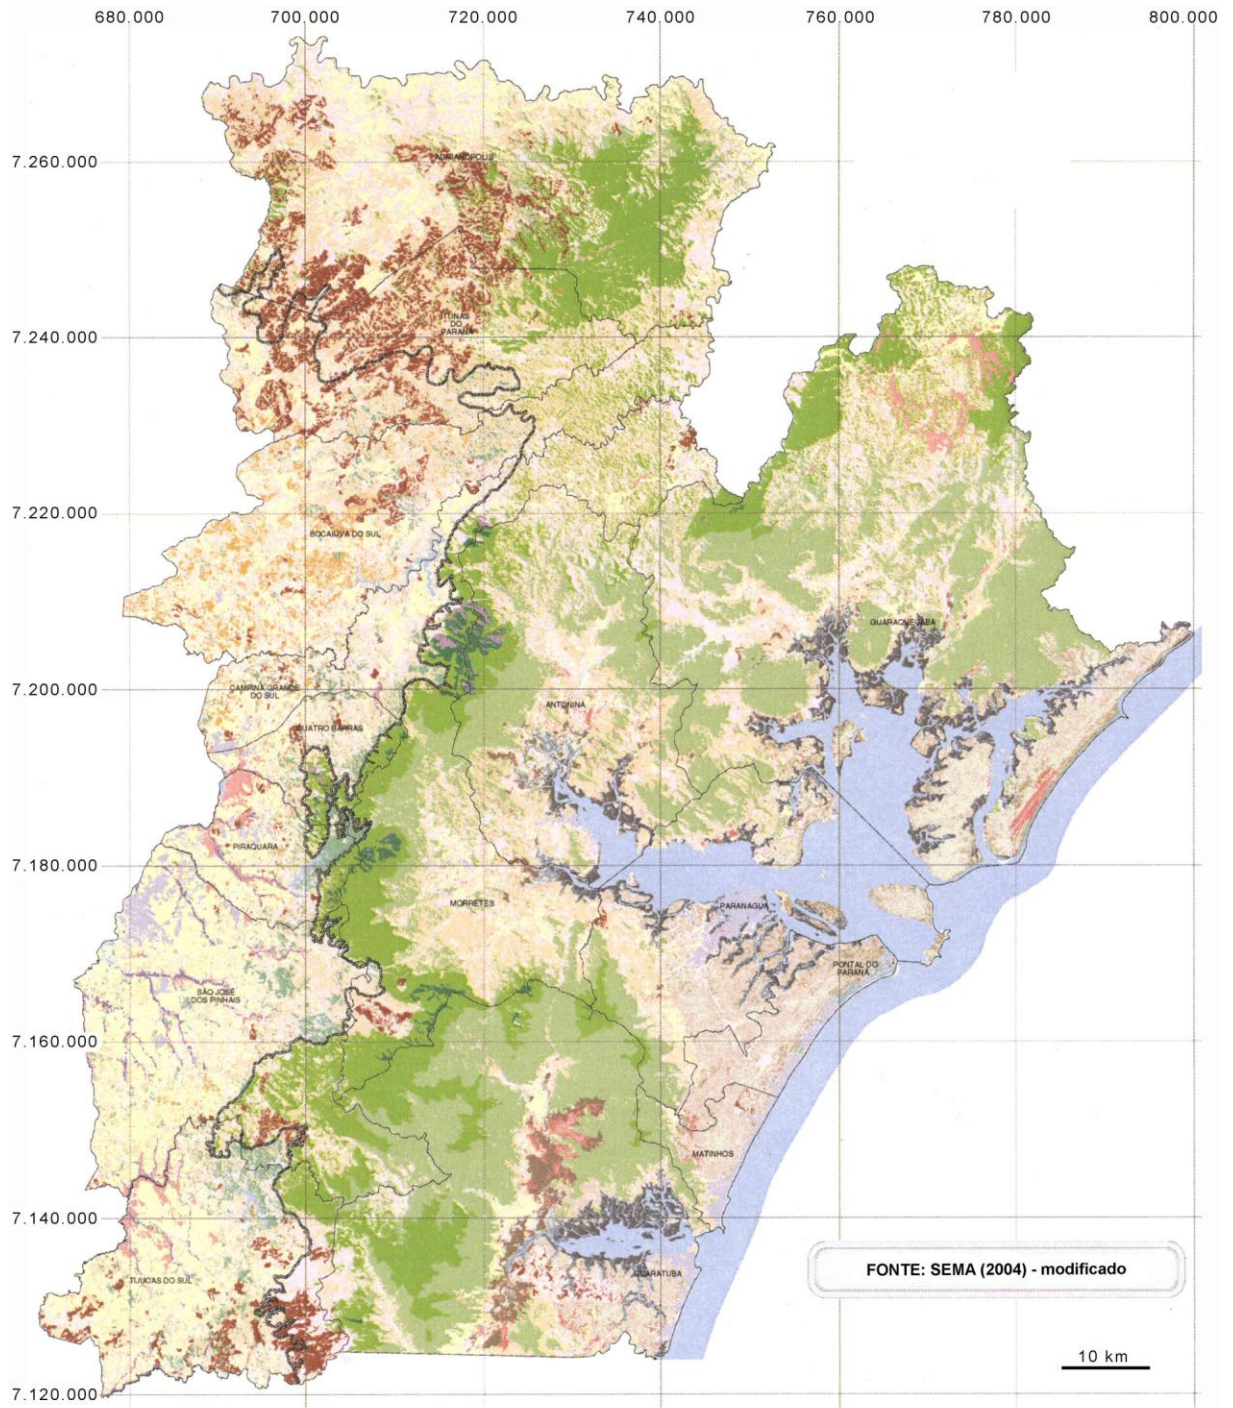 680.000
700.000
720.000
740.000
760.000
780.000
800.000
7.260.000
ADRIANÓPOLIS
7.240.000
TUNAS
DO
PARANÁ
7.220.000
BOCAIÚVA DO SUL
GUARAQUEÇABA
7.200.000
CAMPINA GRANDE
DO SUL
ANTONINA
QUATRO BARRAS
PIRAQUARA
7.180.000
MORRETES
PARANAGUÁ
PONTAL DO
PARANÁ
SÃO JOSÉ
DOS PINHAIS
7.160.000
MATINHOS
7.140.000
FONTE: SEMA (2004) - modificado
TIJUCAS DO SUL
GUARATUBA
10 km
7.120.000